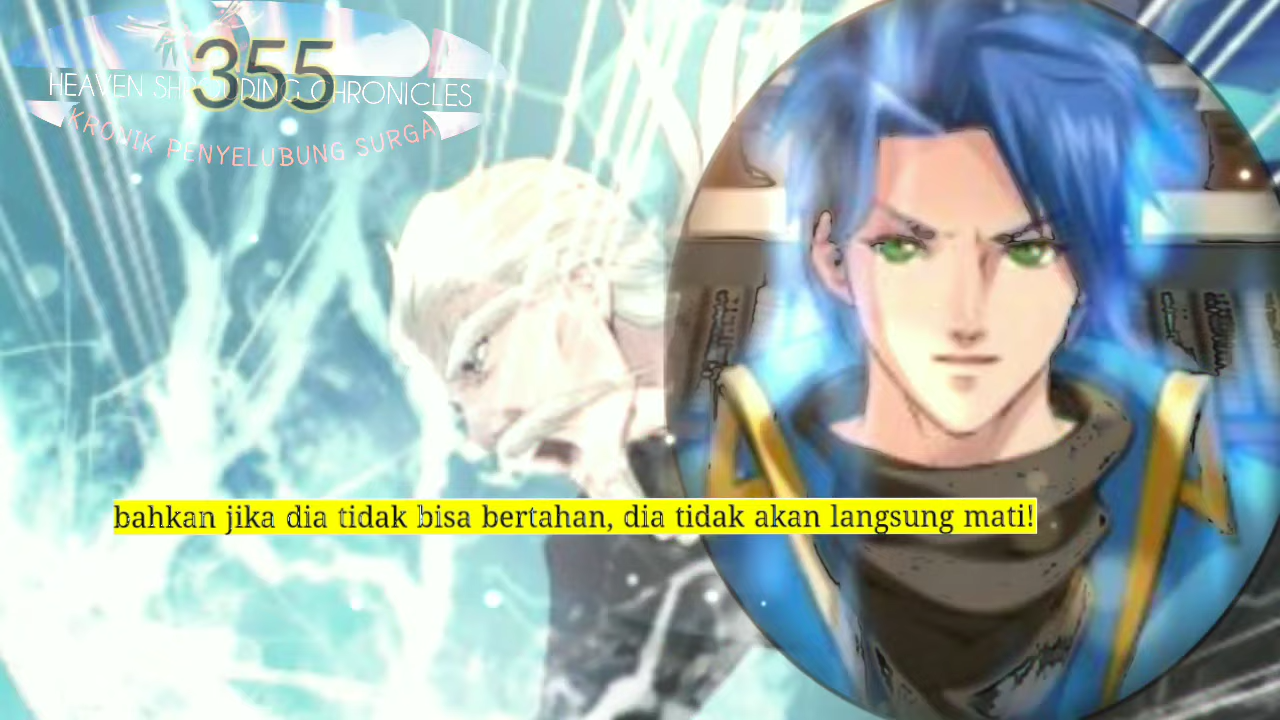 355
HEAVEN SHROUDING CHRONICLES
KRONIK PENYELUBUNG SURGA
bahkan jika dia tidak bisa bertahan, dia tidak akan langsung mati!